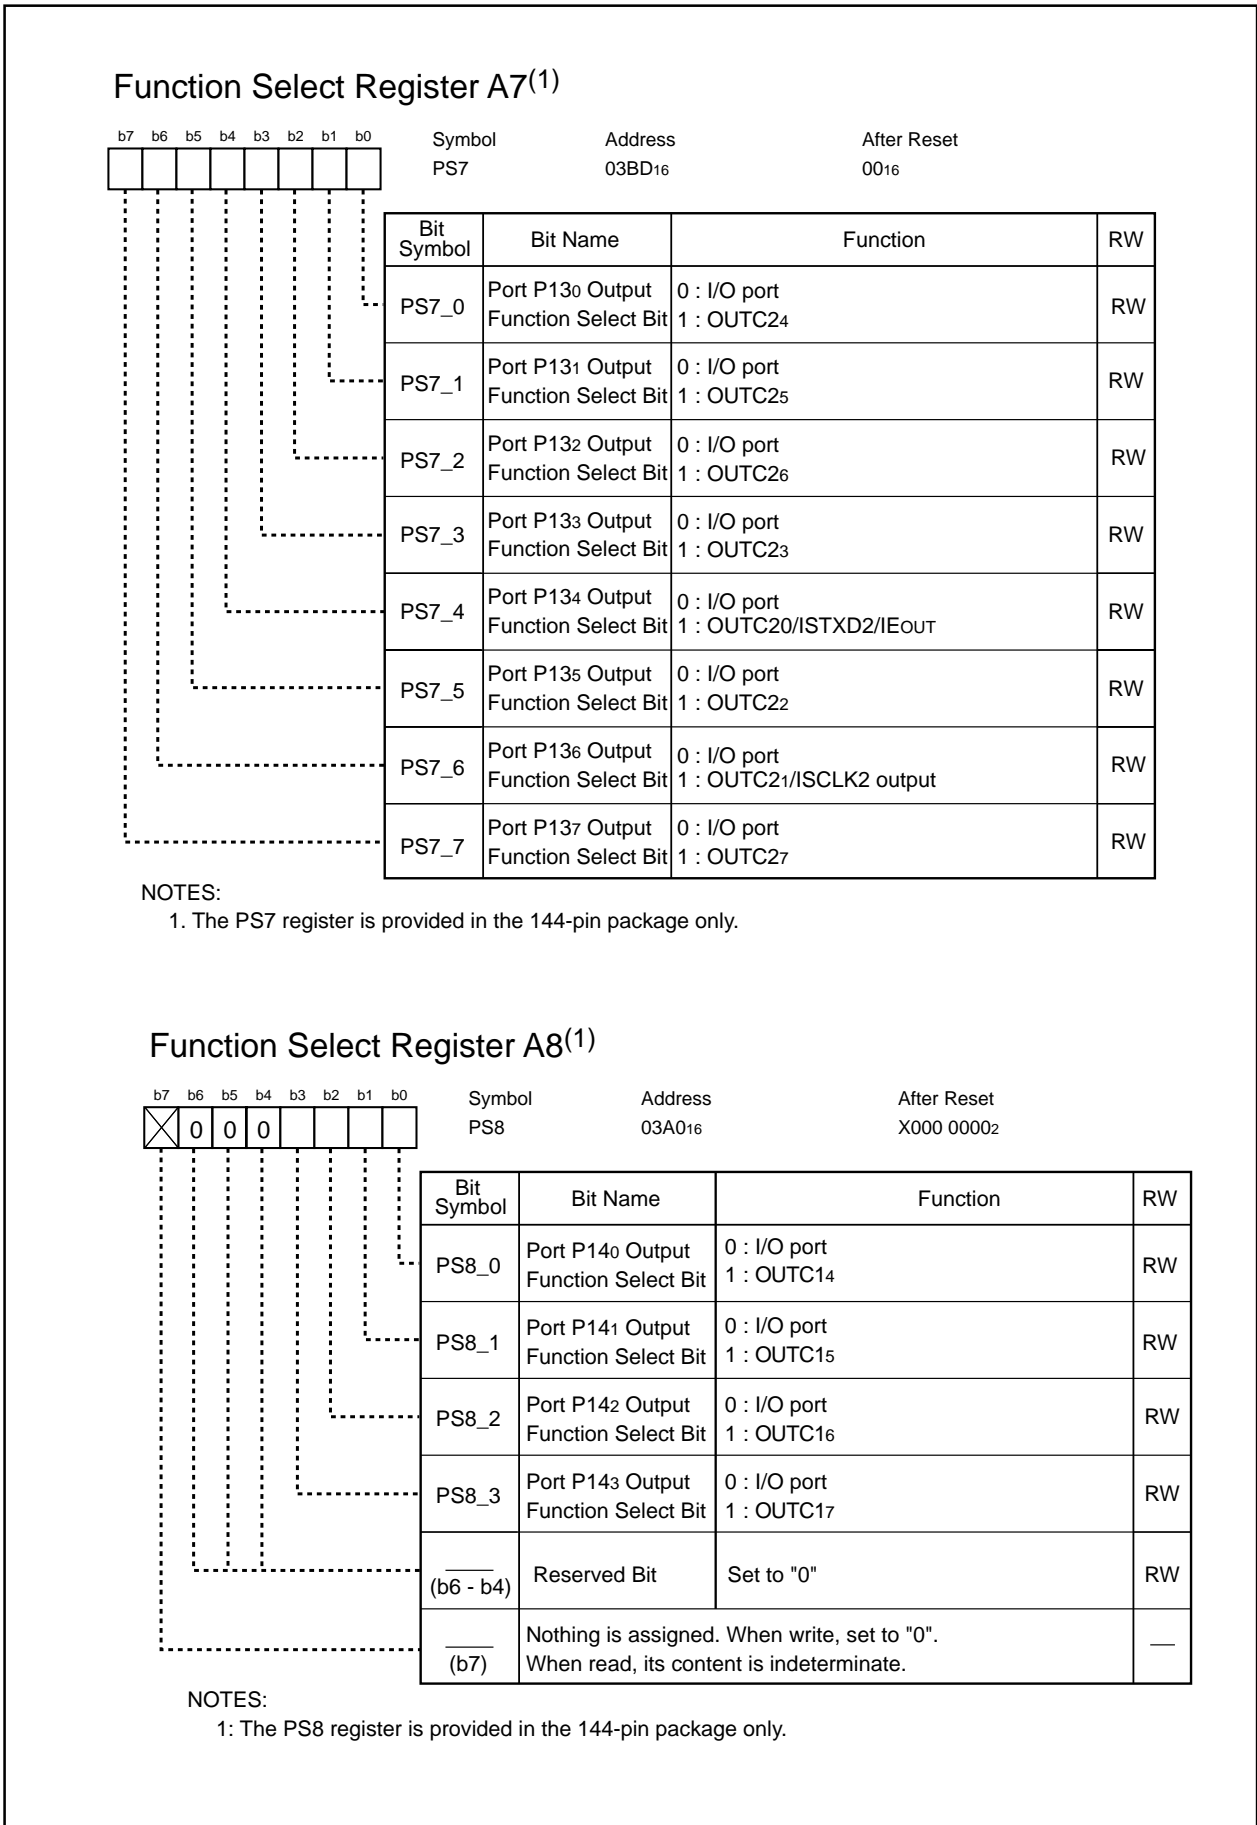 Function Select Register A7(1)
b7 b6 b5 b4 b3 b2 b1 b0
Symbol Address After Reset
PS7 03BD16 0016
Bit Symbol Bit Name Function RW
PS7_0 Port P130 Output 0 : I/O port RW
Function Select Bit 1 : OUTC24
PS7_1 Port P131 Output 0 : I/O port RW
Function Select Bit 1 : OUTC25
PS7_2 Port P132 Output 0 : I/O port RW
Function Select Bit 1 : OUTC26
PS7_3 Port P133 Output 0 : I/O port RW
Function Select Bit 1 : OUTC23
PS7_4 Port P134 Output 0 : I/O port RW
Function Select Bit 1 : OUTC20/ISTXD2/IEOUT
PS7_5 Port P135 Output 0 : I/O port RW
Function Select Bit 1 : OUTC22
PS7_6 Port P136 Output 0 : I/O port RW
Function Select Bit 1 : OUTC21/ISCLK2 output
PS7_7 Port P137 Output 0 : I/O port RW
Function Select Bit 1 : OUTC27
NOTES:
1. The PS7 register is provided in the 144-pin package only.
Function Select Register A8(1)
b7 b6 b5 b4 b3 b2 b1 b0
0 0 0
Symbol Address After Reset
PS8 03A016 X000 00002
Bit Symbol Bit Name Function RW
PS8_0 Port P140 Output 0 : I/O port RW
Function Select Bit 1 : OUTC14
PS8_1 Port P141 Output 0 : I/O port RW
Function Select Bit 1 : OUTC15
PS8_2 Port P142 Output 0 : I/O port RW
Function Select Bit 1 : OUTC16
PS8_3 Port P143 Output 0 : I/O port RW
Function Select Bit 1 : OUTC17
(b6 - b4) Reserved Bit Set to "0" RW
Nothing is assigned. When write, set to "0". —
(b7) When read, its content is indeterminate.
NOTES:
1: The PS8 register is provided in the 144-pin package only.